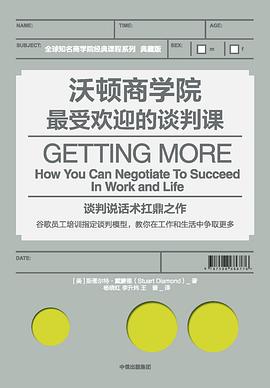 NAME: TIME: AGE:
SUBJECT: 全球知名商学院经典课程系列 典藏版 SEX: m f
沃顿商学院
最受欢迎的谈判课
GETTING MORE
How You Can Negotiate To Succeed
In Work and Life
谈判说话术扛鼎之作
谷歌员工培训指定谈判模型，教你在工作和生活中争取更多
DATE:
[美] 斯图尔特·戴蒙德（Stuart Diamond）著
杨晓红 李升炜 王蕾 译
中信出版集团